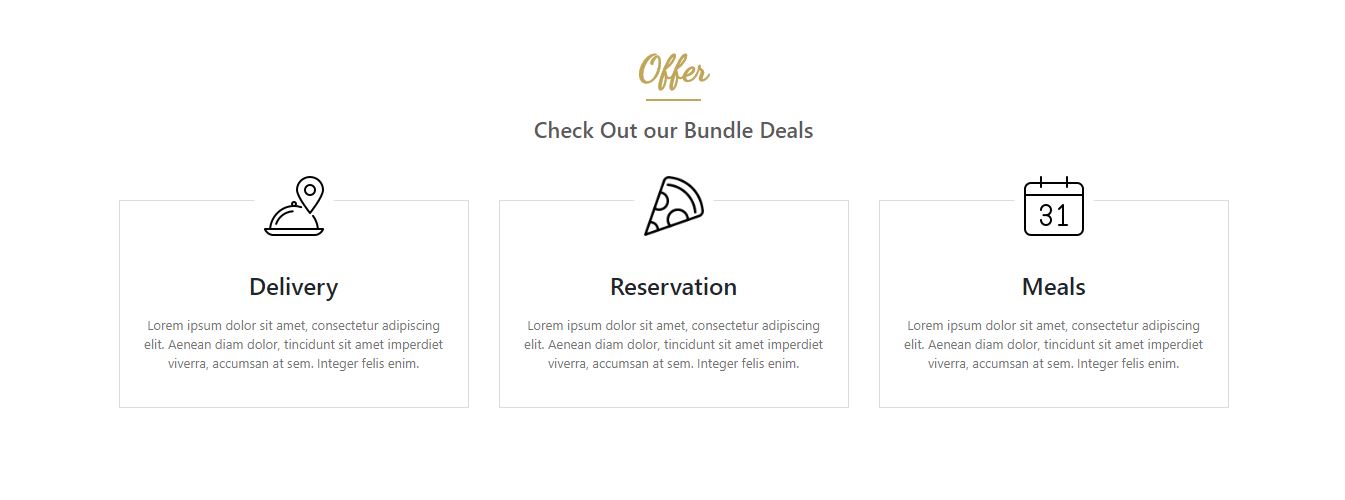 Offer
Check Out our Bundle Deals
31
Delivery
Lorem ipsum dolor sit amet, consectetur adipiscing
elit. Aenean diam dolor, tincidunt sit amet imperdiet
viverra, accumsan at sem. Integer felis enim.
Reservation
Lorem ipsum dolor sit amet, consectetur adipiscing
elit. Aenean diam dolor, tincidunt sit amet imperdiet
viverra, accumsan at sem. Integer felis enim.
Meals
Lorem ipsum dolor sit amet, consectetur adipiscing
elit. Aenean diam dolor, tincidunt sit amet imperdiet
viverra, accumsan at sem. Integer felis enim.